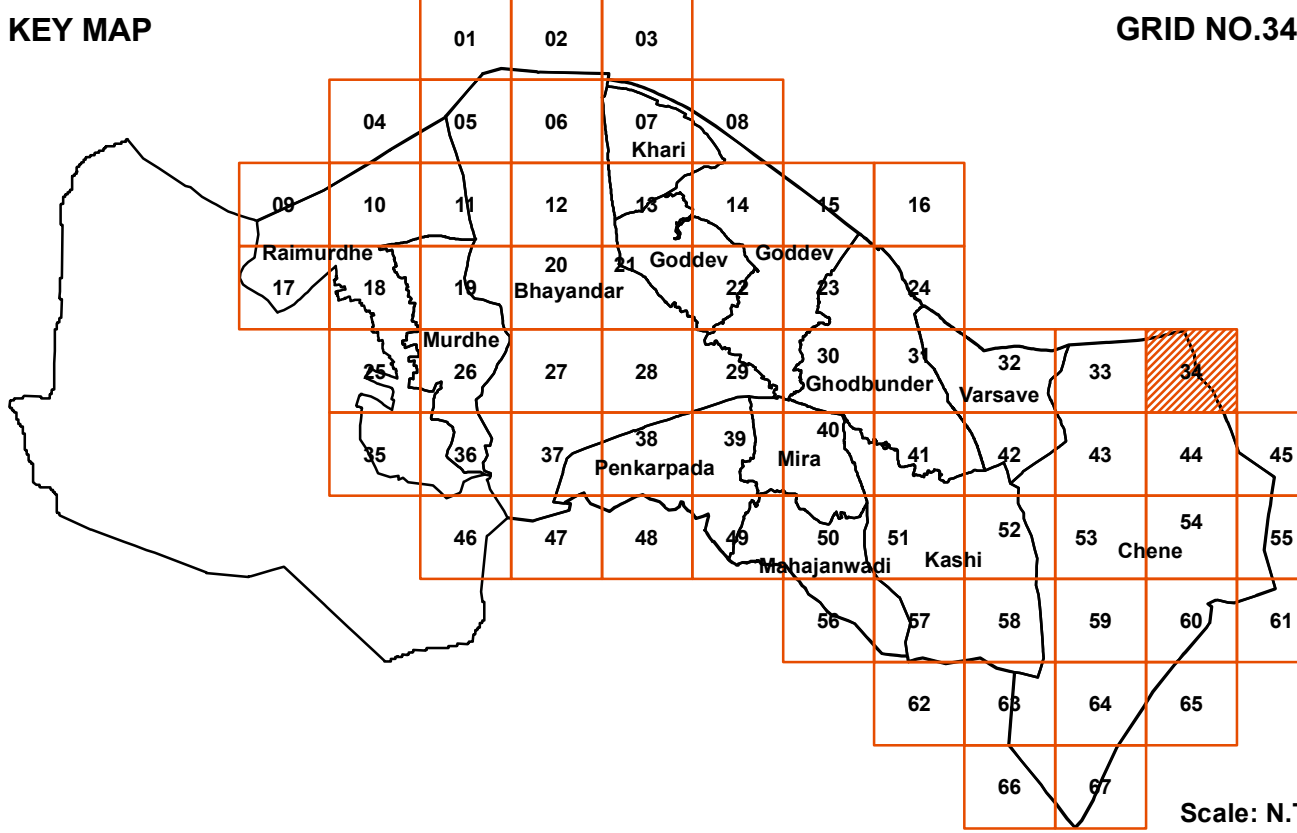 KEY MAP
GRID NO.34
01 02 03
04 05 06 07 08
Khari
09 10 11 12 13 14 15 16
Raimurdhe Goddev Goddev
17 18 19 20 21 22 23 24
Bhayandar
Murdhe
25 26 27 28 29 30 31 32 33 34
Ghodbunder Varsave
35 36 37 38 39 40 41 42 43 44 45
Penkarpada Mira
46 47 48 49 50 51 52 53 54 55
Mahajanwadi Kashi Chene
56 57 58 59 60 61
62 63 64 65
66 67
Scale: N.T